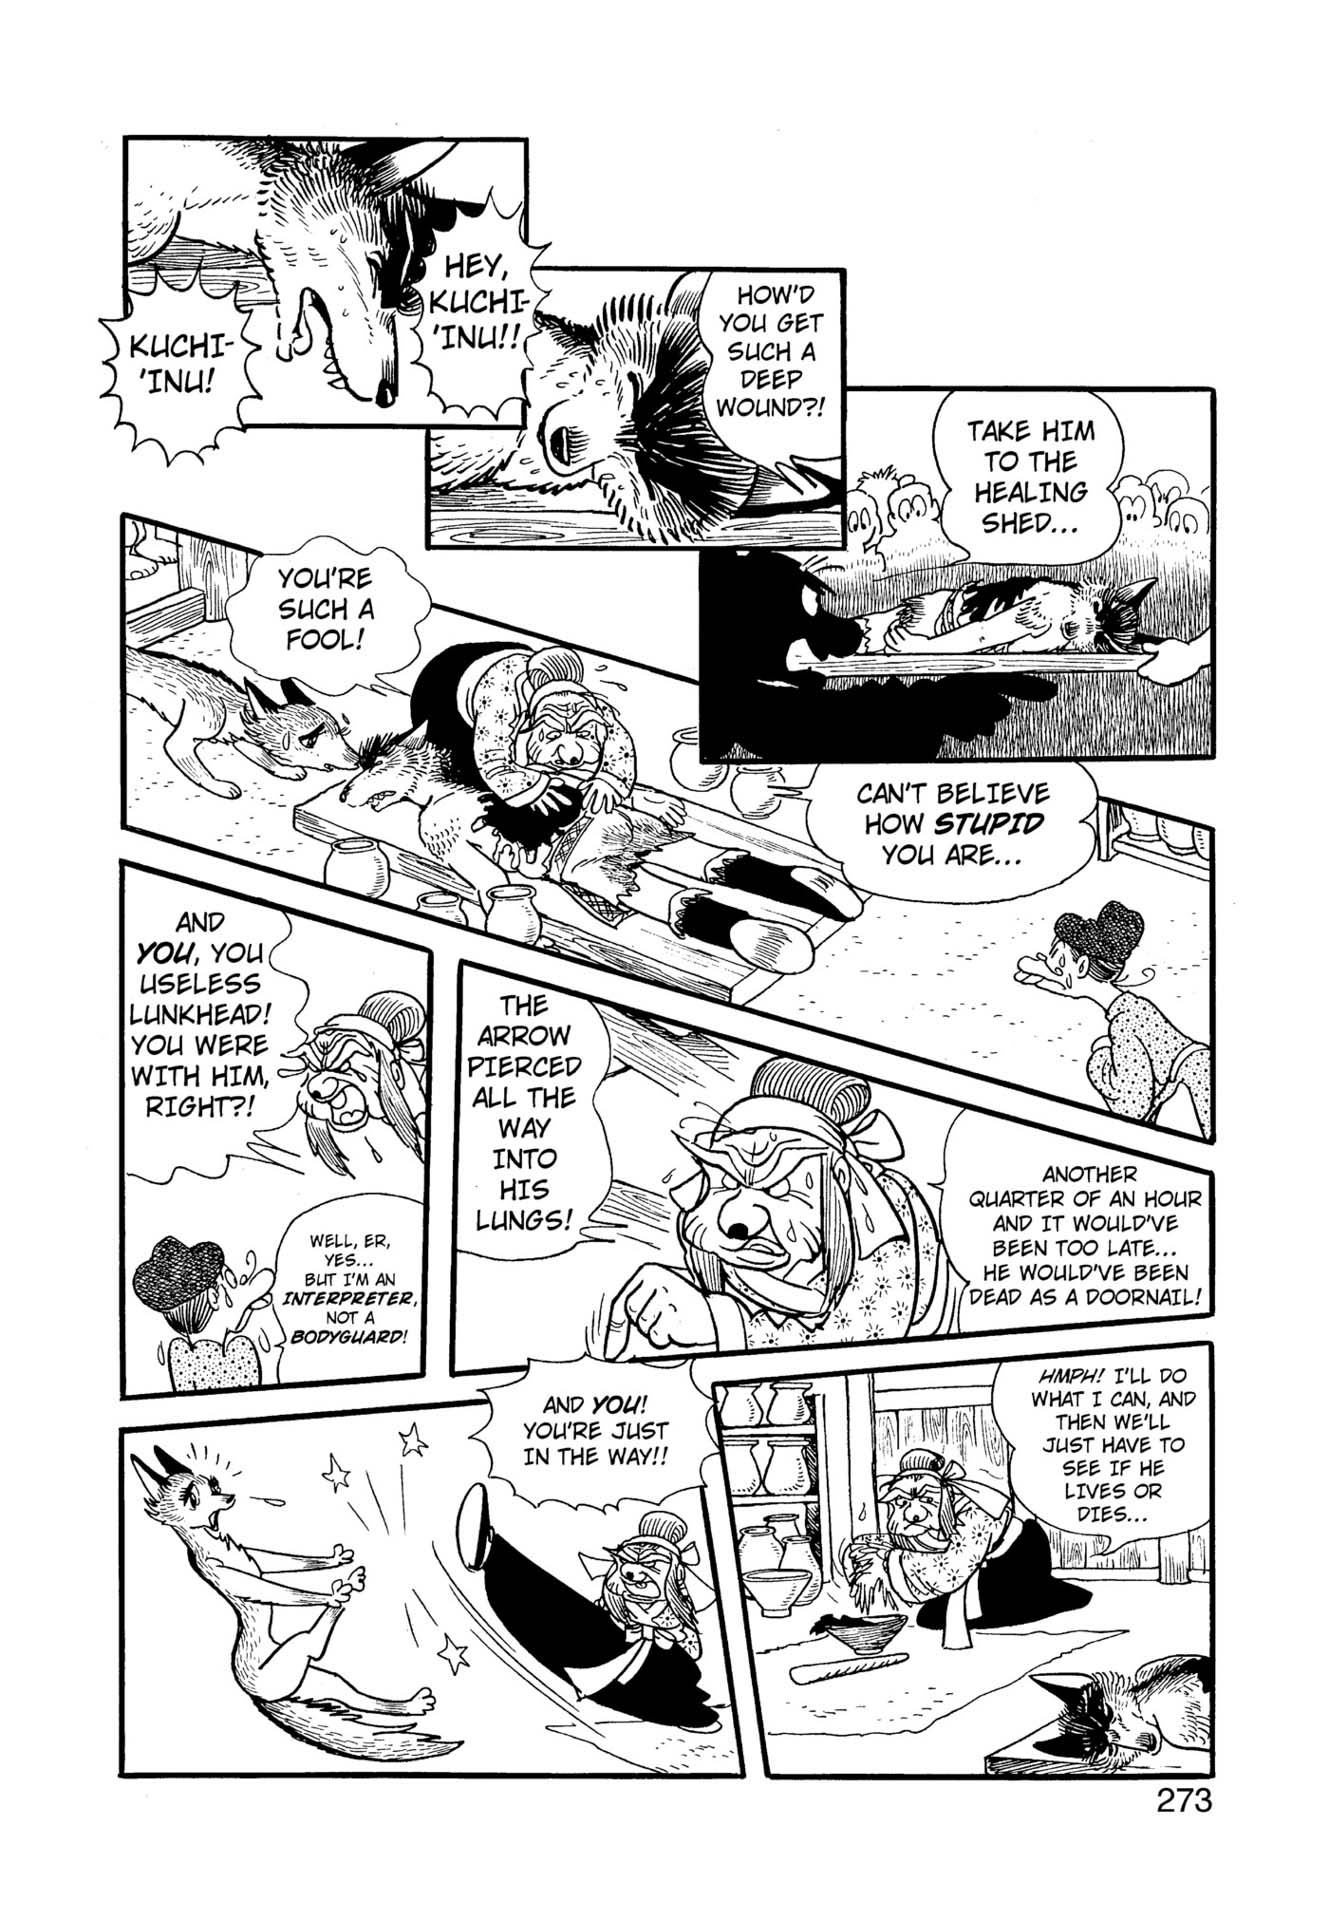 KUCHI-
'INU!
HEY,
KUCHI-
'INU!!
HOW'D
YOU GET
SUCH A
DEEP
WOUND?!
TAKE HIM
TO THE
HEALING
SHED...
YOU'RE
SUCH A
FOOL!
CAN'T BELIEVE
HOW STUPID
YOU ARE...
AND
YOU, YOU
USELESS
LUNKHEAD!
YOU WERE
WITH HIM,
RIGHT?!
WELL, ER,
YES...
BUT I'M AN
INTERPRETER,
NOT A
BODYGUARD!
THE
ARROW
PIERCED
ALL THE
WAY
INTO
HIS
LUNGS!
ANOTHER
QUARTER OF AN HOUR
AND IT WOULD'VE
BEEN TOO LATE...
HE WOULD'VE BEEN
DEAD AS A DOORNAIL!
AND YOU!
YOU'RE JUST
IN THE WAY!!
HMPH! I'LL DO
WHAT I CAN, AND
THEN WE'LL
JUST HAVE TO
SEE IF HE
LIVES OR
DIES...
273